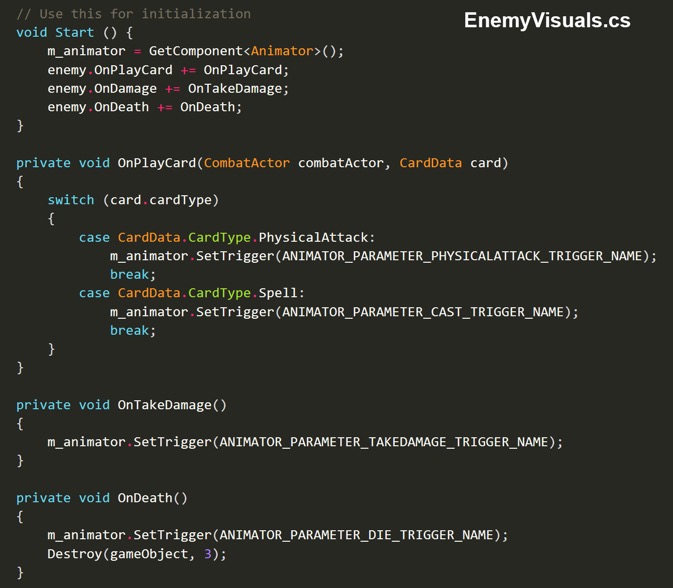 // Use this for initialization
EnemyVisuals.cs
void Start () {
    m_animator = GetComponent<Animator>();
    enemy.OnPlayCard += OnPlayCard;
    enemy.OnDamage += OnTakeDamage;
    enemy.OnDeath += OnDeath;
}

private void OnPlayCard(CombatActor combatActor, CardData card)
{
    switch (card.cardType)
    {
        case CardData.CardType.PhysicalAttack:
            m_animator.SetTrigger(ANIMATOR_PARAMETER_PHYSICALATTACK_TRIGGER_NAME);
            break;
        case CardData.CardType.Spell:
            m_animator.SetTrigger(ANIMATOR_PARAMETER_CAST_TRIGGER_NAME);
            break;
    }
}

private void OnTakeDamage()
{
    m_animator.SetTrigger(ANIMATOR_PARAMETER_TAKEDAMAGE_TRIGGER_NAME);
}

private void OnDeath()
{
    m_animator.SetTrigger(ANIMATOR_PARAMETER_DIE_TRIGGER_NAME);
    Destroy(gameObject, 3);
}